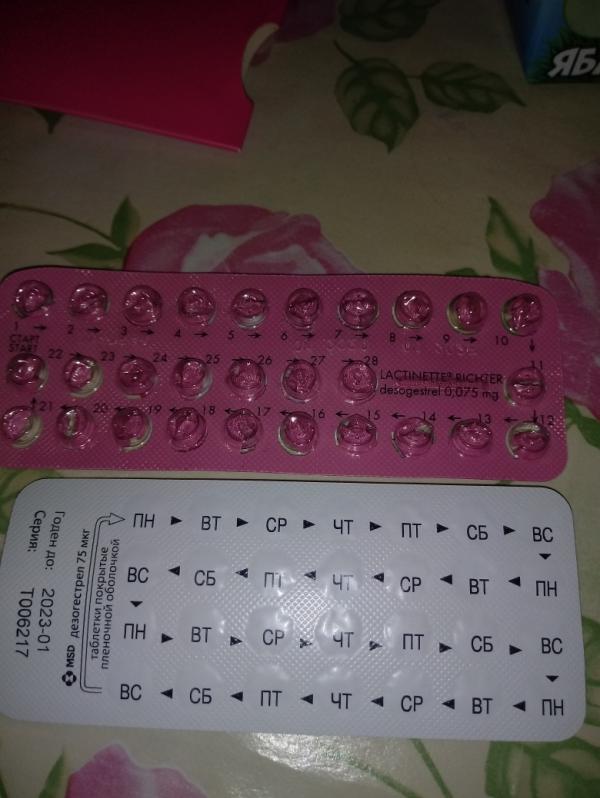 ЯБЛ
1 → 2 → 3 → 4 → 5 → 6 → 7 → 8 → 9 → 10
СТАРТ
START
22 → 23 → 24 → 25 → 26 → 27 → 28
LACTINETTE® RICHTER
desogestrel 0,075 mg
11
21 ← 20 ← 19 ← 18 ← 17 ← 16 ← 15 ← 14 ← 13 ← 12
ПН ► ВТ ► СР ► ЧТ ► ПТ ► СБ ► ВС
ВС ◄ СБ ◄ ПТ ◄ ЧТ ◄ СР ◄ ВТ ◄ ПН
ПН ► ВТ ► СР ► ЧТ ► ПТ ► СБ ► ВС
ВС ◄ СБ ◄ ПТ ◄ ЧТ ◄ СР ◄ ВТ ◄ ПН
MSD дезогестрел 75 мкг
таблетки покрытые
пленочной оболочкой
Годен до: 2023-01
Серия: T006217